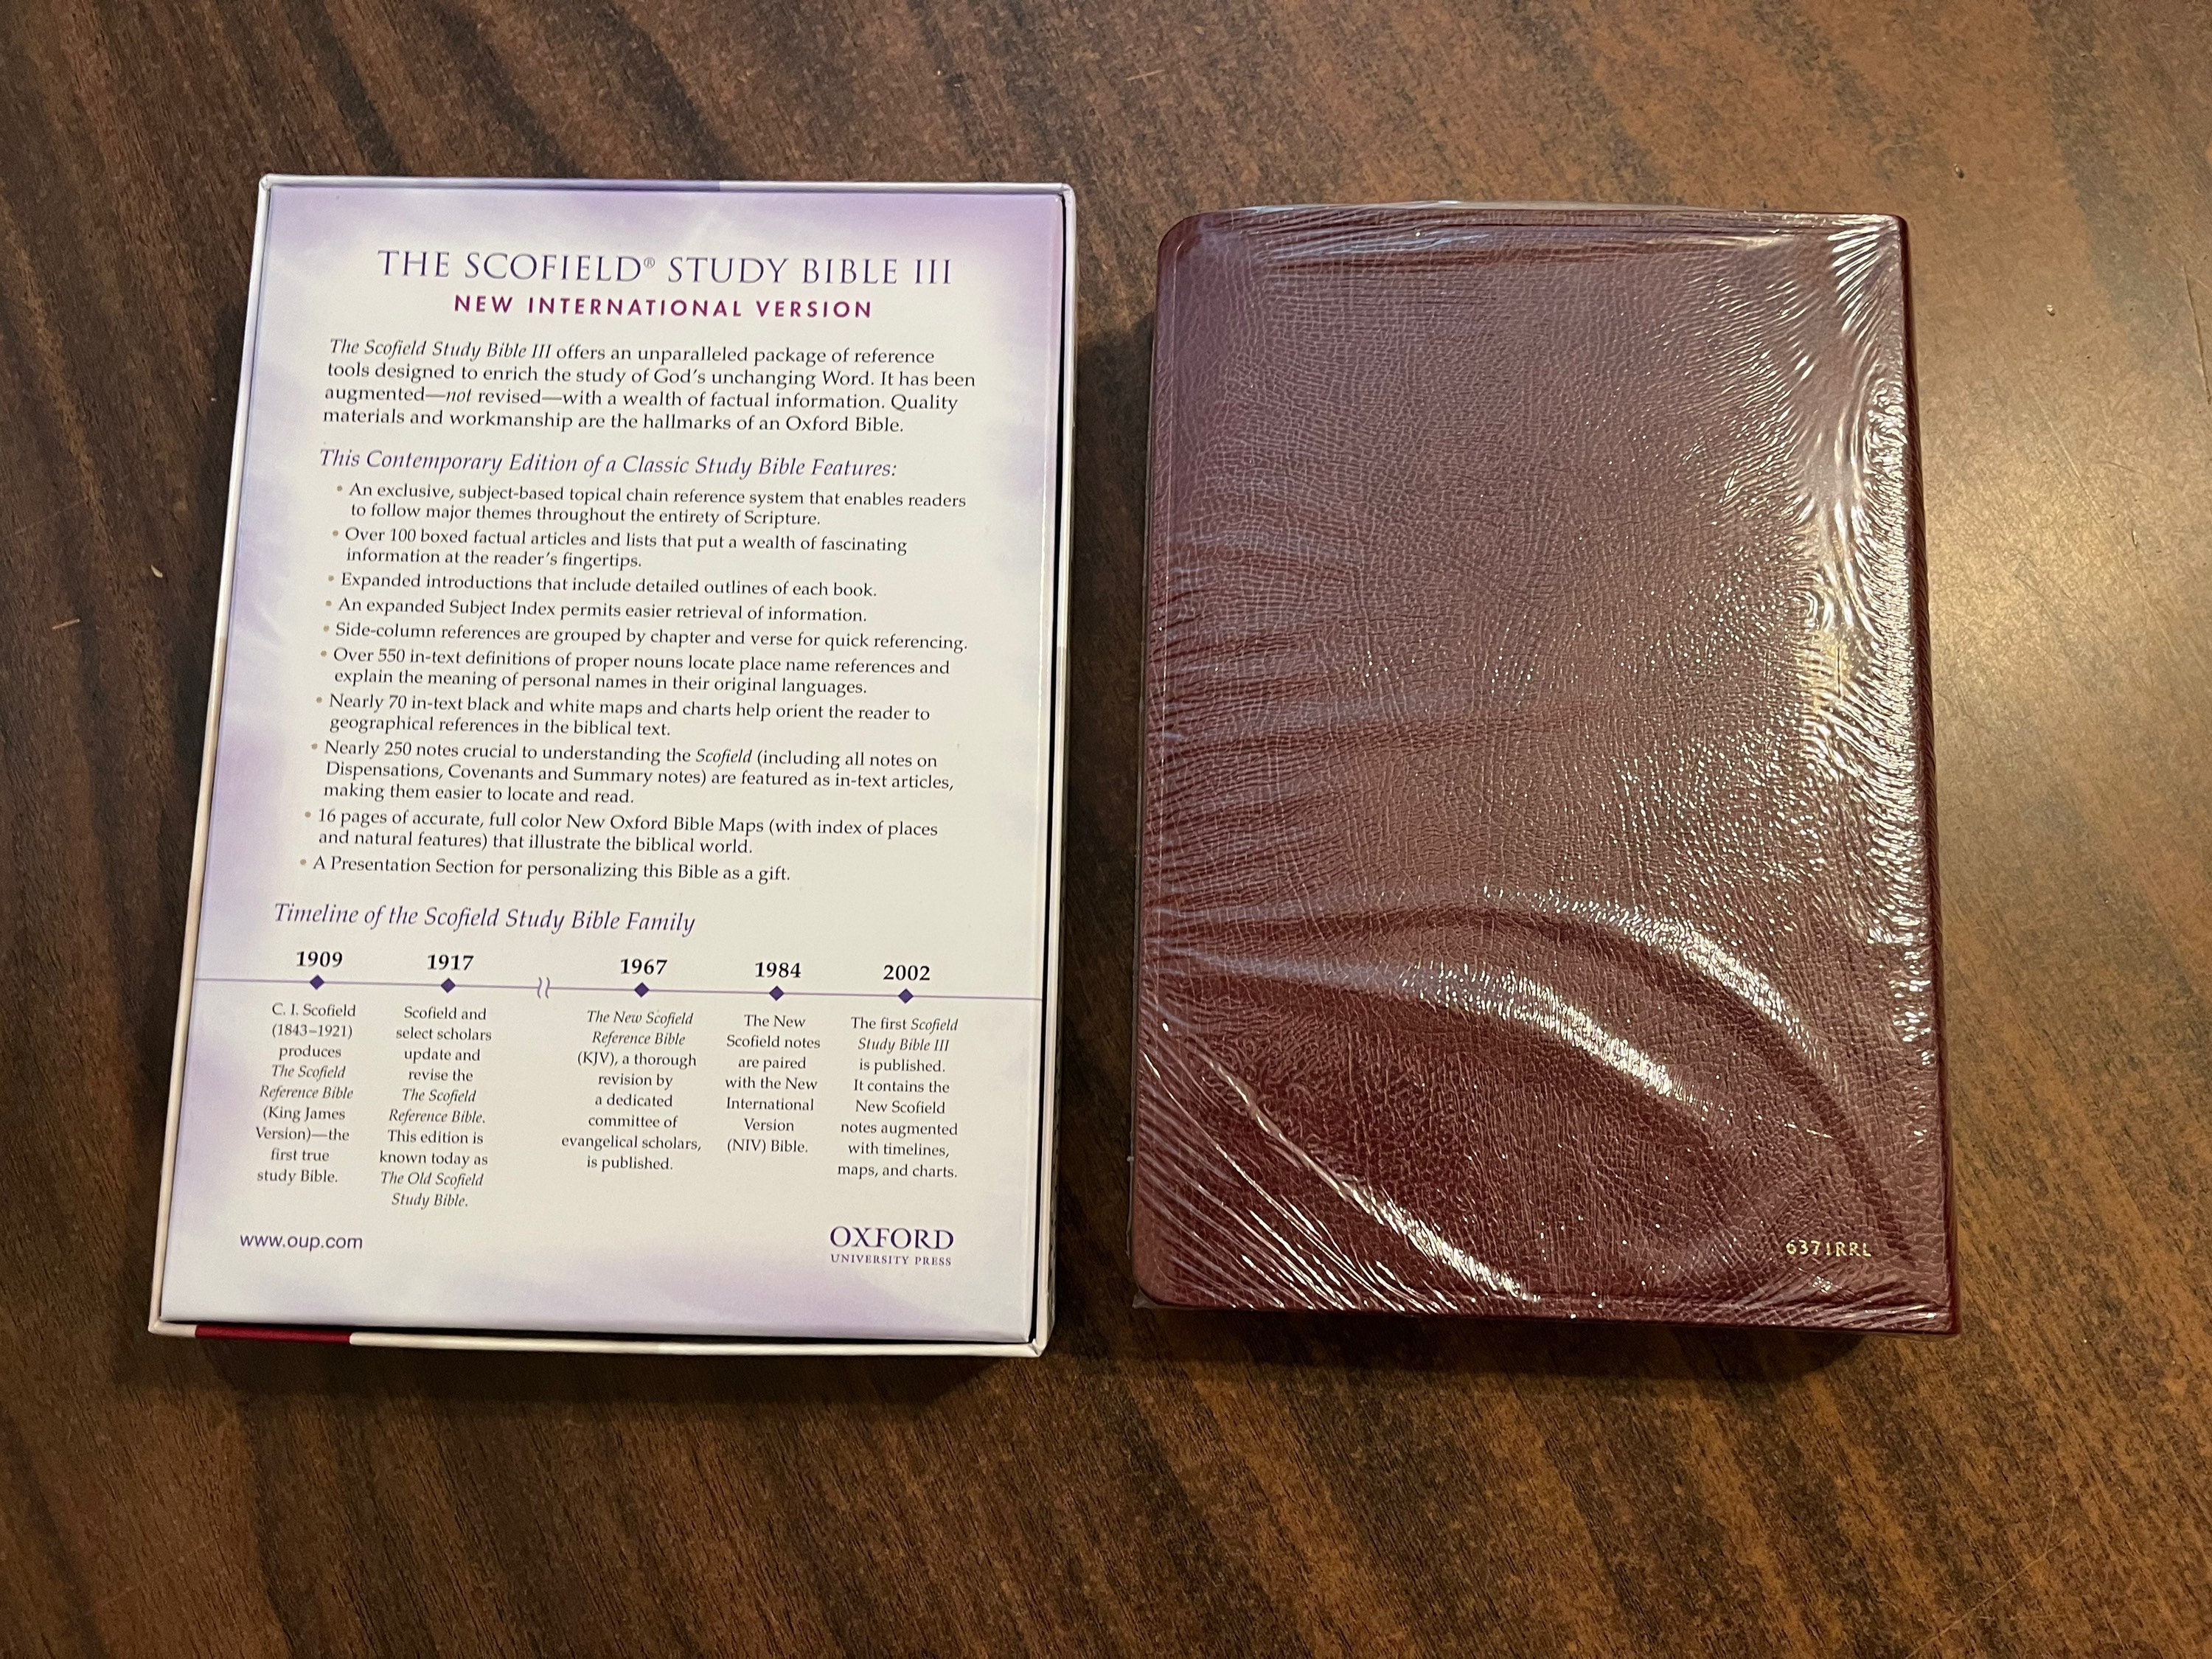 THE SCOFIELD® STUDY BIBLE III
NEW INTERNATIONAL VERSION
The Scofield Study Bible III offers an unparalleled package of reference
tools designed to enrich the study of God's unchanging Word. It has been
augmented—not revised—with a wealth of factual information. Quality
materials and workmanship are the hallmarks of an Oxford Bible.
This Contemporary Edition of a Classic Study Bible Features:
• An exclusive, subject-based topical chain reference system that enables readers
to follow major themes throughout the entirety of Scripture.
• Over 100 boxed factual articles and lists that put a wealth of fascinating
information at the reader's fingertips.
• Expanded introductions that include detailed outlines of each book.
• An expanded Subject Index permits easier retrieval of information.
• Side-column references are grouped by chapter and verse for quick referencing.
• Over 550 in-text definitions of proper nouns locate place name references and
explain the meaning of personal names in their original languages.
• Nearly 70 in-text black and white maps and charts help orient the reader to
geographical references in the biblical text.
• Nearly 250 notes crucial to understanding the Scofield (including all notes on
Dispensations, Covenants and Summary notes) are featured as in-text articles,
making them easier to locate and read.
• 16 pages of accurate, full color New Oxford Bible Maps (with index of places
and natural features) that illustrate the biblical world.
• A Presentation Section for personalizing this Bible as a gift.
Timeline of the Scofield Study Bible Family
1909
C. I. Scofield
(1843–1921)
produces
The Scofield
Reference Bible
(King James
Version)—the
first true
study Bible.
1917
Scofield and
select scholars
update and
revise the
The Scofield
Reference Bible.
This edition is
known today as
The Old Scofield
Study Bible.
1967
The New Scofield
Reference Bible
(KJV), a thorough
revision by
a dedicated
committee of
evangelical scholars,
is published.
1984
The New
Scofield notes
are paired
with the New
International
Version
(NIV) Bible.
2002
The first Scofield
Study Bible III
is published.
It contains the
New Scofield
notes augmented
with timelines,
maps, and charts.
www.oup.com
OXFORD
UNIVERSITY PRESS
6371RRL